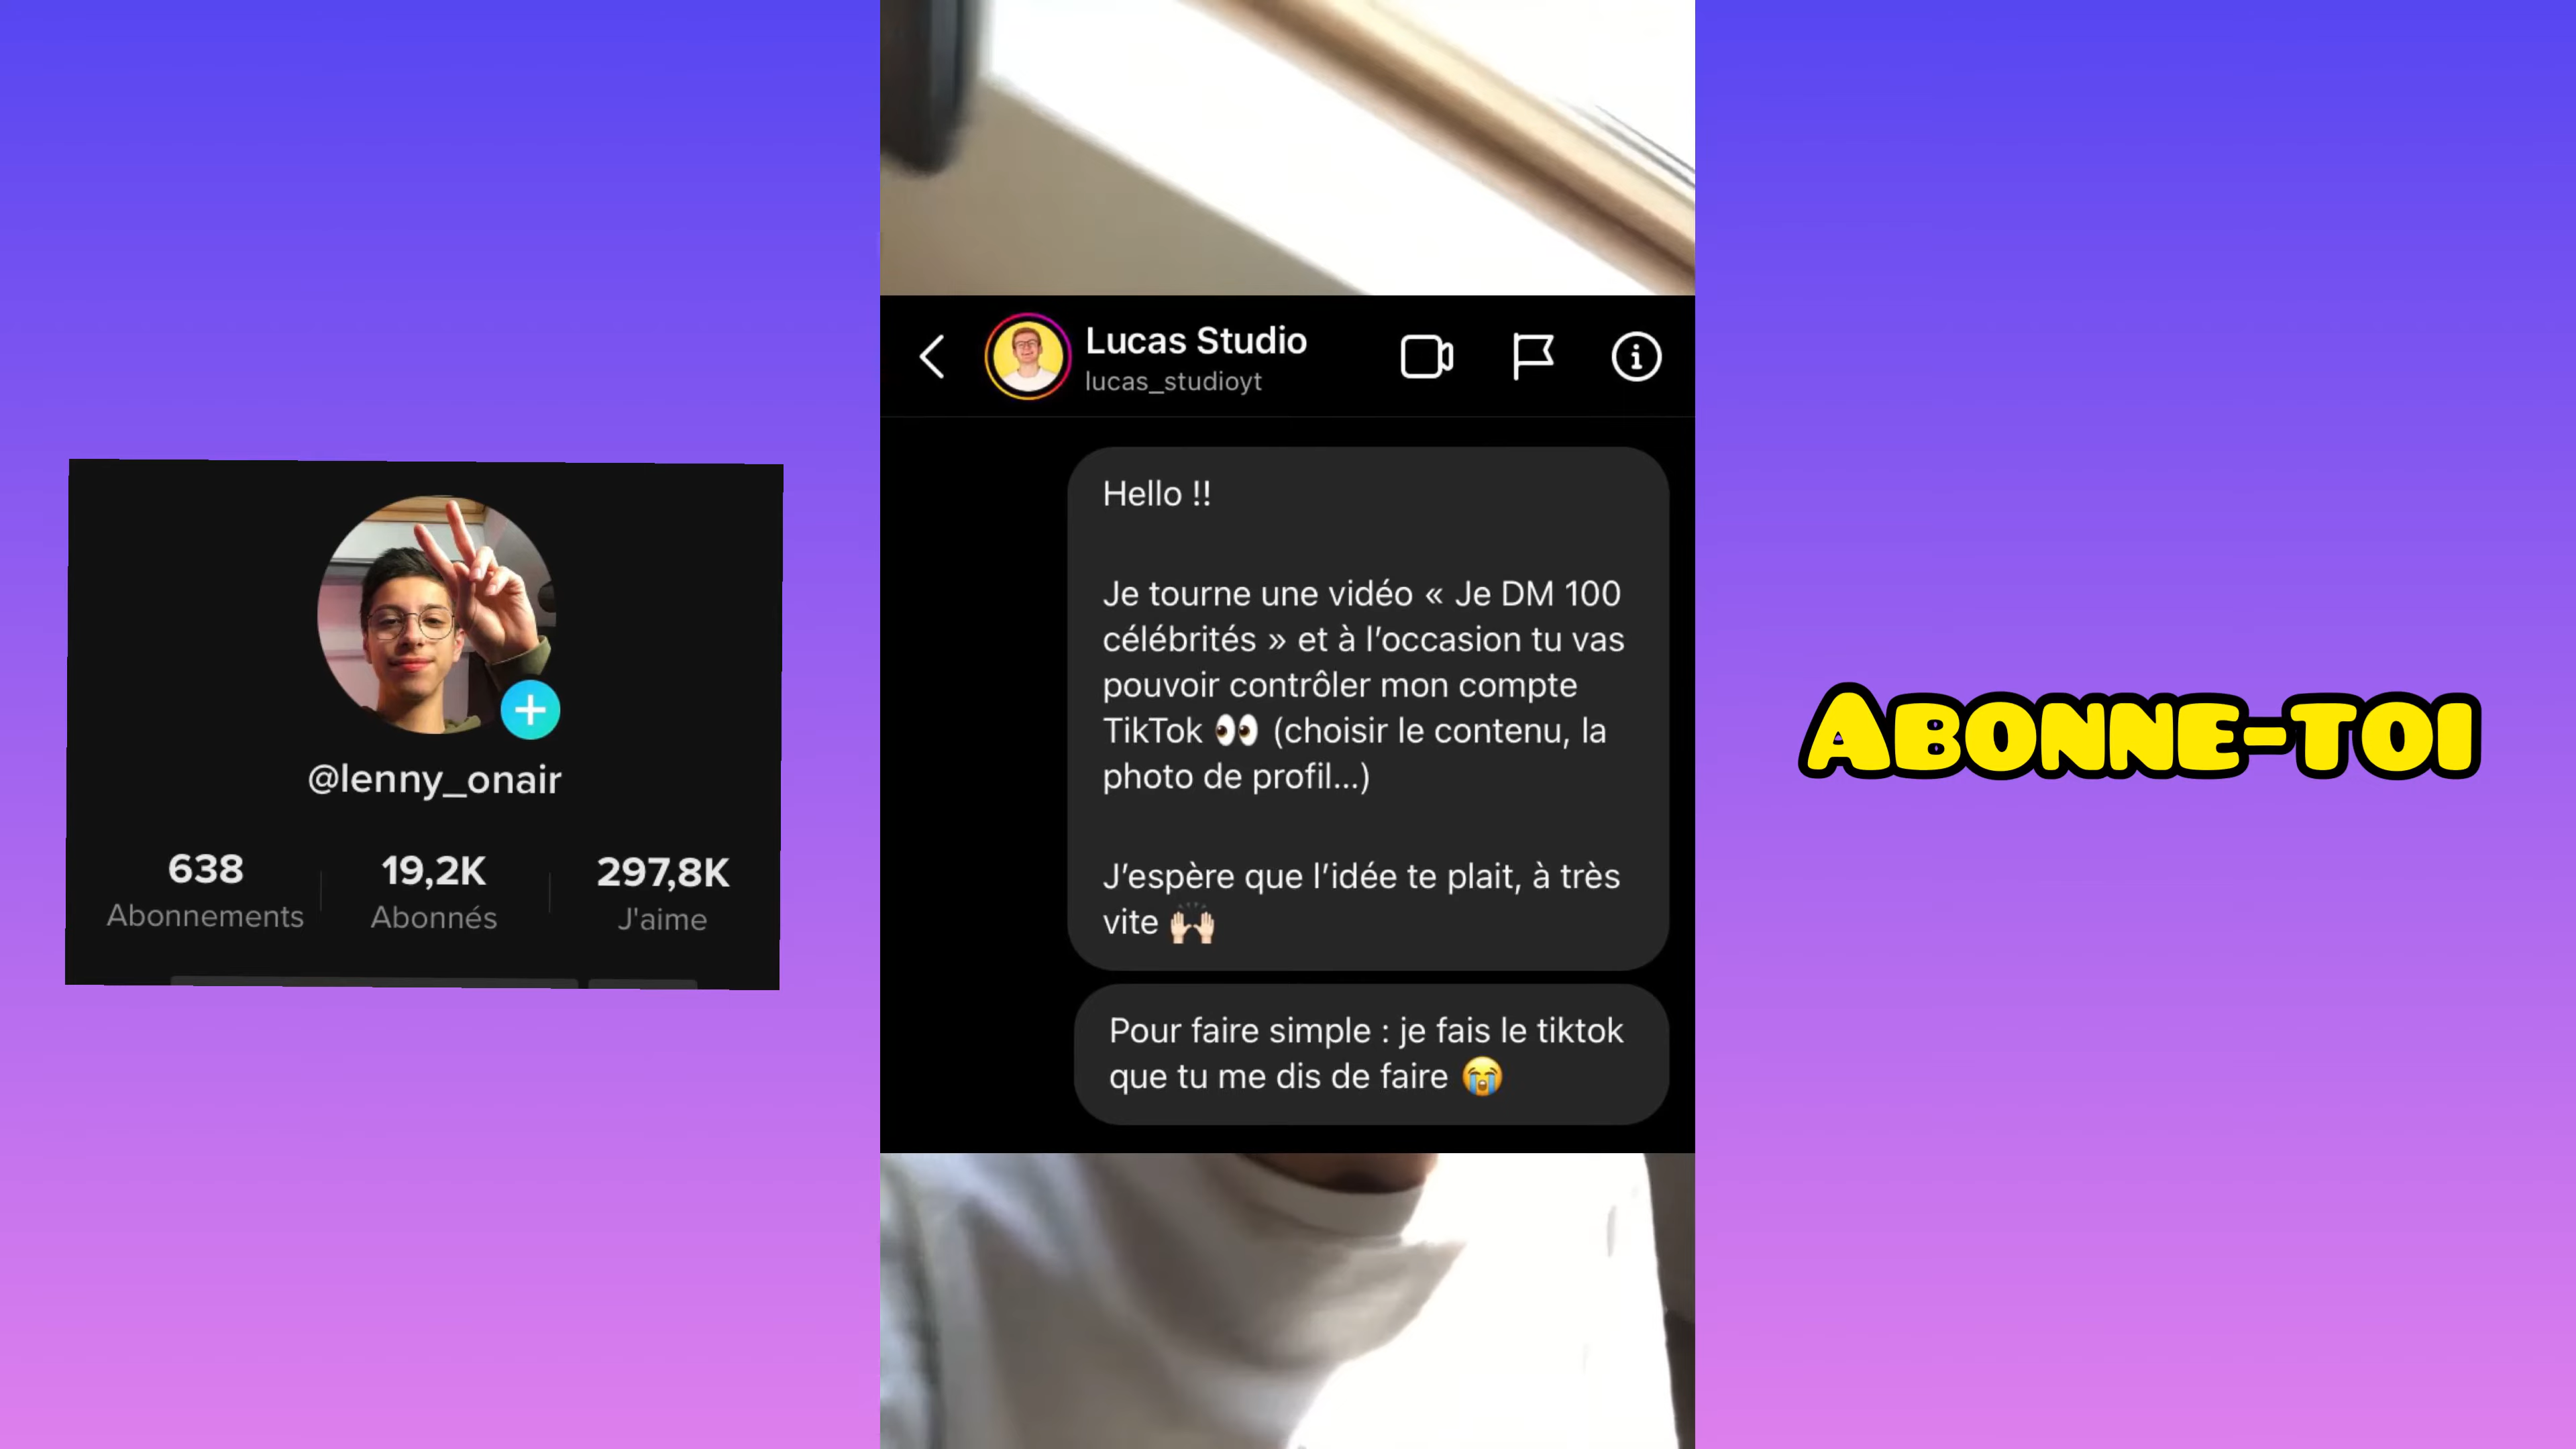 @lenny_onair
638
Abonnements
19,2K
Abonnés
297,8K
J'aime
Lucas Studio
lucas_studioyt
Hello !!
Je tourne une vidéo « Je DM 100
célébrités » et à l’occasion tu vas
pouvoir contrôler mon compte
TikTok 👀 (choisir le contenu, la
photo de profil...)
J’espère que l’idée te plait, à très
vite 🙌🏻
Pour faire simple : je fais le tiktok
que tu me dis de faire 😭
ABONNE-TOI